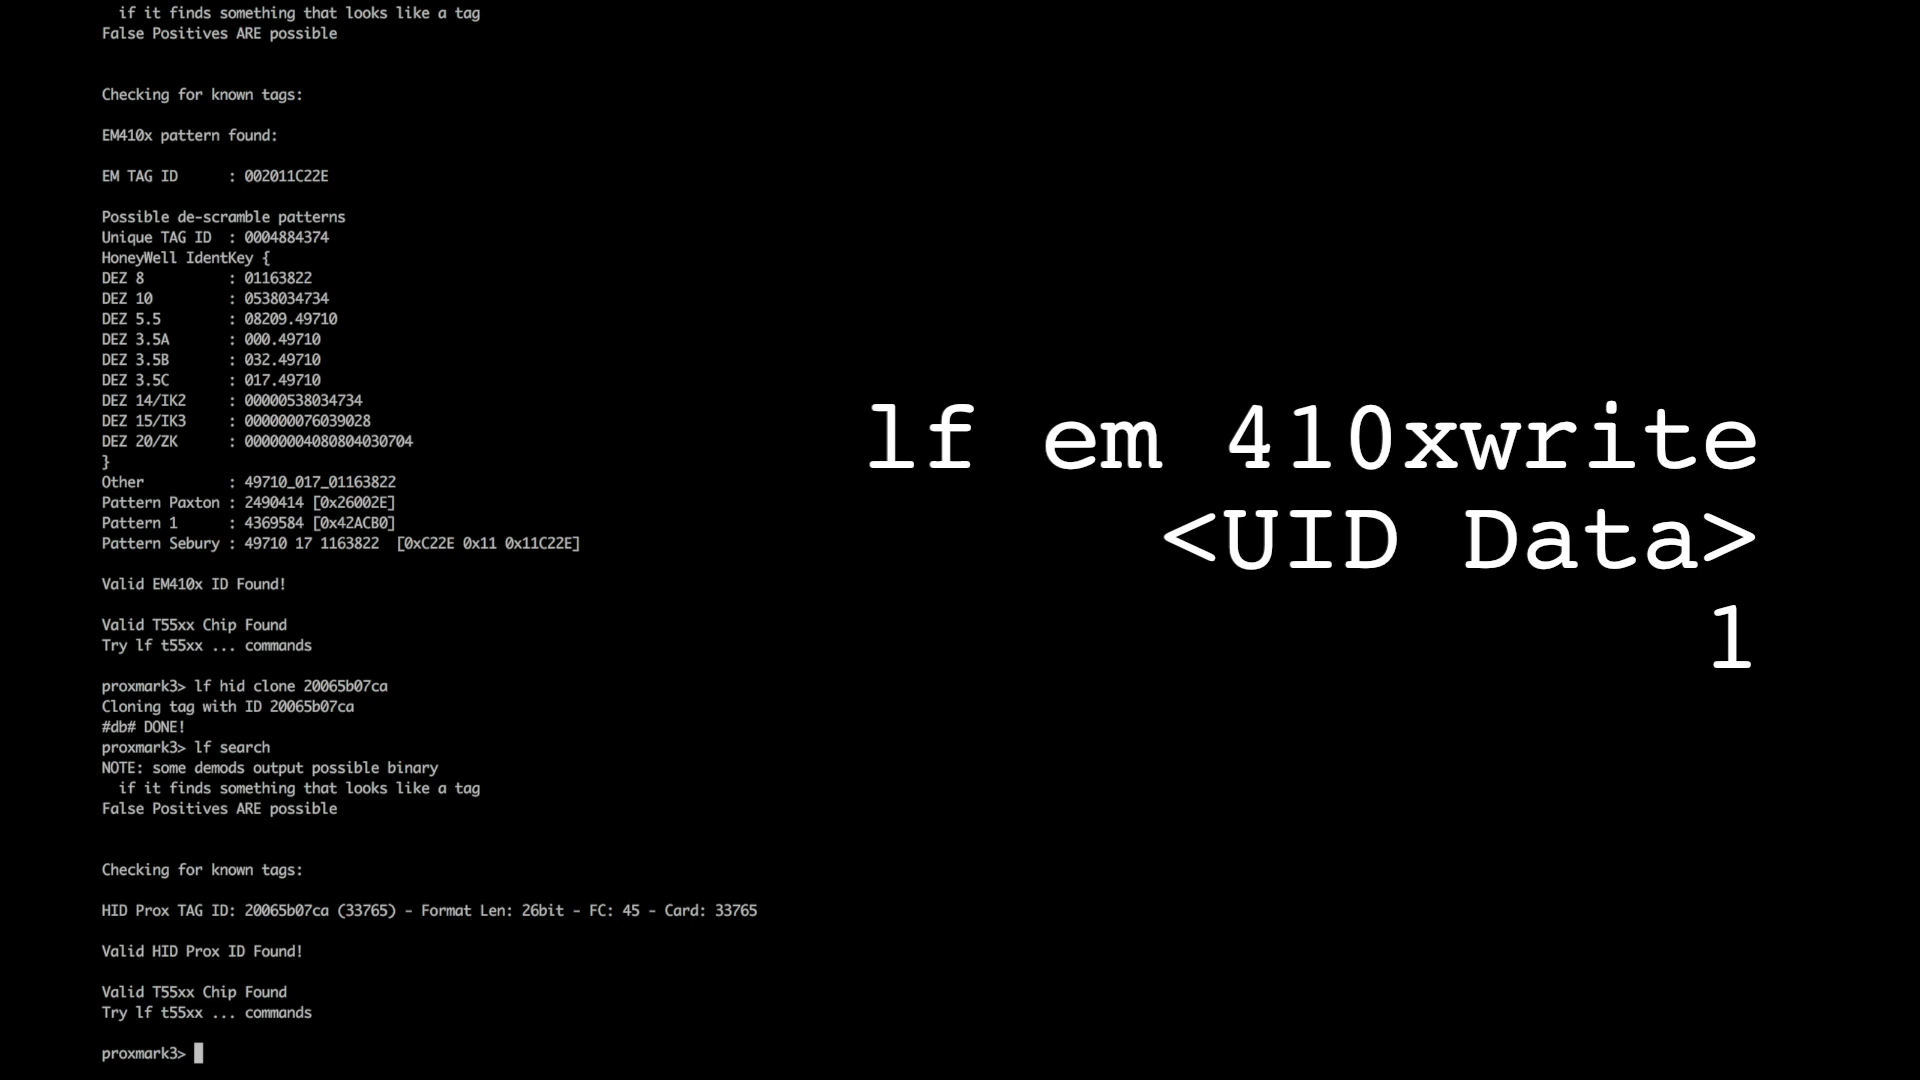 if it finds something that looks like a tag
False Positives ARE possible
Checking for known tags:
EM410x pattern found:
EM TAG ID      : 002011C22E
Possible de-scramble patterns
Unique TAG ID  : 0004884374
HoneyWell IdentKey {
DEZ 8          : 01163822
DEZ 10         : 0538034734
DEZ 5.5        : 08209.49710
DEZ 3.5A       : 000.49710
DEZ 3.5B       : 032.49710
DEZ 3.5C       : 017.49710
DEZ 14/IK2     : 00000538034734
DEZ 15/IK3     : 000000076039028
DEZ 20/ZK      : 00000004080804030704
}
Other          : 49710_017_01163822
Pattern Paxton : 2490414 [0x26002E]
Pattern 1      : 4369584 [0x42ACB0]
Pattern Sebury : 49710 17 1163822  [0xC22E 0x11 0x11C22E]
Valid EM410x ID Found!
Valid T55xx Chip Found
Try lf t55xx ... commands
proxmark3> lf hid clone 20065b07ca
Cloning tag with ID 20065b07ca
#db# DONE!
proxmark3> lf search
NOTE: some demods output possible binary
if it finds something that looks like a tag
False Positives ARE possible
Checking for known tags:
HID Prox TAG ID: 20065b07ca (33765) - Format Len: 26bit - FC: 45 - Card: 33765
Valid HID Prox ID Found!
Valid T55xx Chip Found
Try lf t55xx ... commands
proxmark3>
lf em 410xwrite
<UID Data>
1